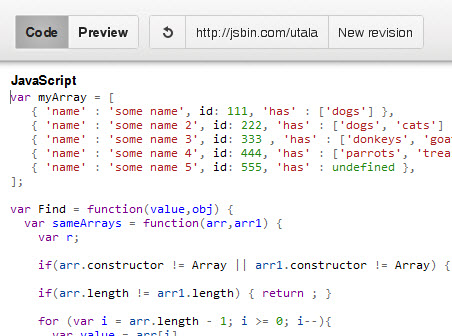 Code Preview http://jsbin.com/utala New revision
JavaScript
var myArray = [
{ 'name' : 'some name', id: 111, 'has' : ['dogs'] },
{ 'name' : 'some name 2', id: 222, 'has' : ['dogs', 'cats']
{ 'name' : 'some name 3', id: 333 , 'has' : ['donkeys', 'goa
{ 'name' : 'some name 4', id: 444, 'has' : ['parrots', 'trea
{ 'name' : 'some name 5', id: 555, 'has' : undefined },
];
var Find = function(value,obj) {
var sameArrays = function(arr,arr1) {
var r;
if(arr.constructor != Array || arr1.constructor != Array) {
if(arr.length != arr1.length) { return ; }
for (var i = arr.length - 1; i >= 0; i--){
var value = arr[i]